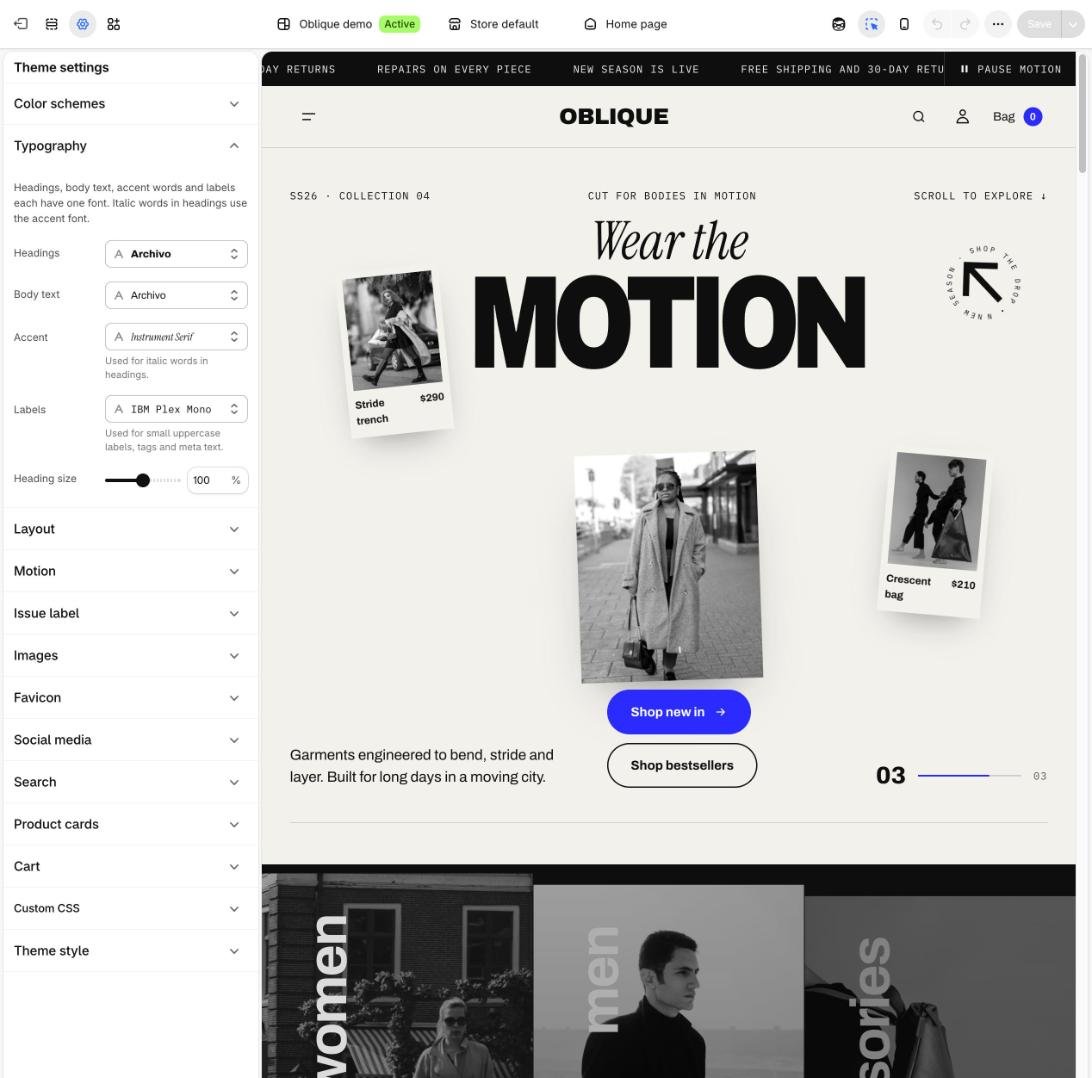 Oblique demo Active
Store default
Home page
Save
Theme settings
Color schemes
Typography
Headings, body text, accent words and labels
each have one font. Italic words in headings use
the accent font.
Headings
Archivo
Body text
Archivo
Accent
Instrument Serif
Used for italic words in
headings.
Labels
IBM Plex Mono
Used for small uppercase
labels, tags and meta text.
Heading size
100 %
Layout
Motion
Issue label
Images
Favicon
Social media
Search
Product cards
Cart
Custom CSS
Theme style
DAY RETURNS REPAIRS ON EVERY PIECE NEW SEASON IS LIVE FREE SHIPPING AND 30-DAY RETU
PAUSE MOTION
OBLIQUE
Bag 0
SS26 · COLLECTION 04
CUT FOR BODIES IN MOTION
SCROLL TO EXPLORE ↓
Wear the
MOTION
SHOP THE DROP · NEW SEASON ·
Stride
trench
$290
Crescent
bag
$210
Shop new in →
Garments engineered to bend, stride and
layer. Built for long days in a moving city.
Shop bestsellers
03
03
women
men
sories